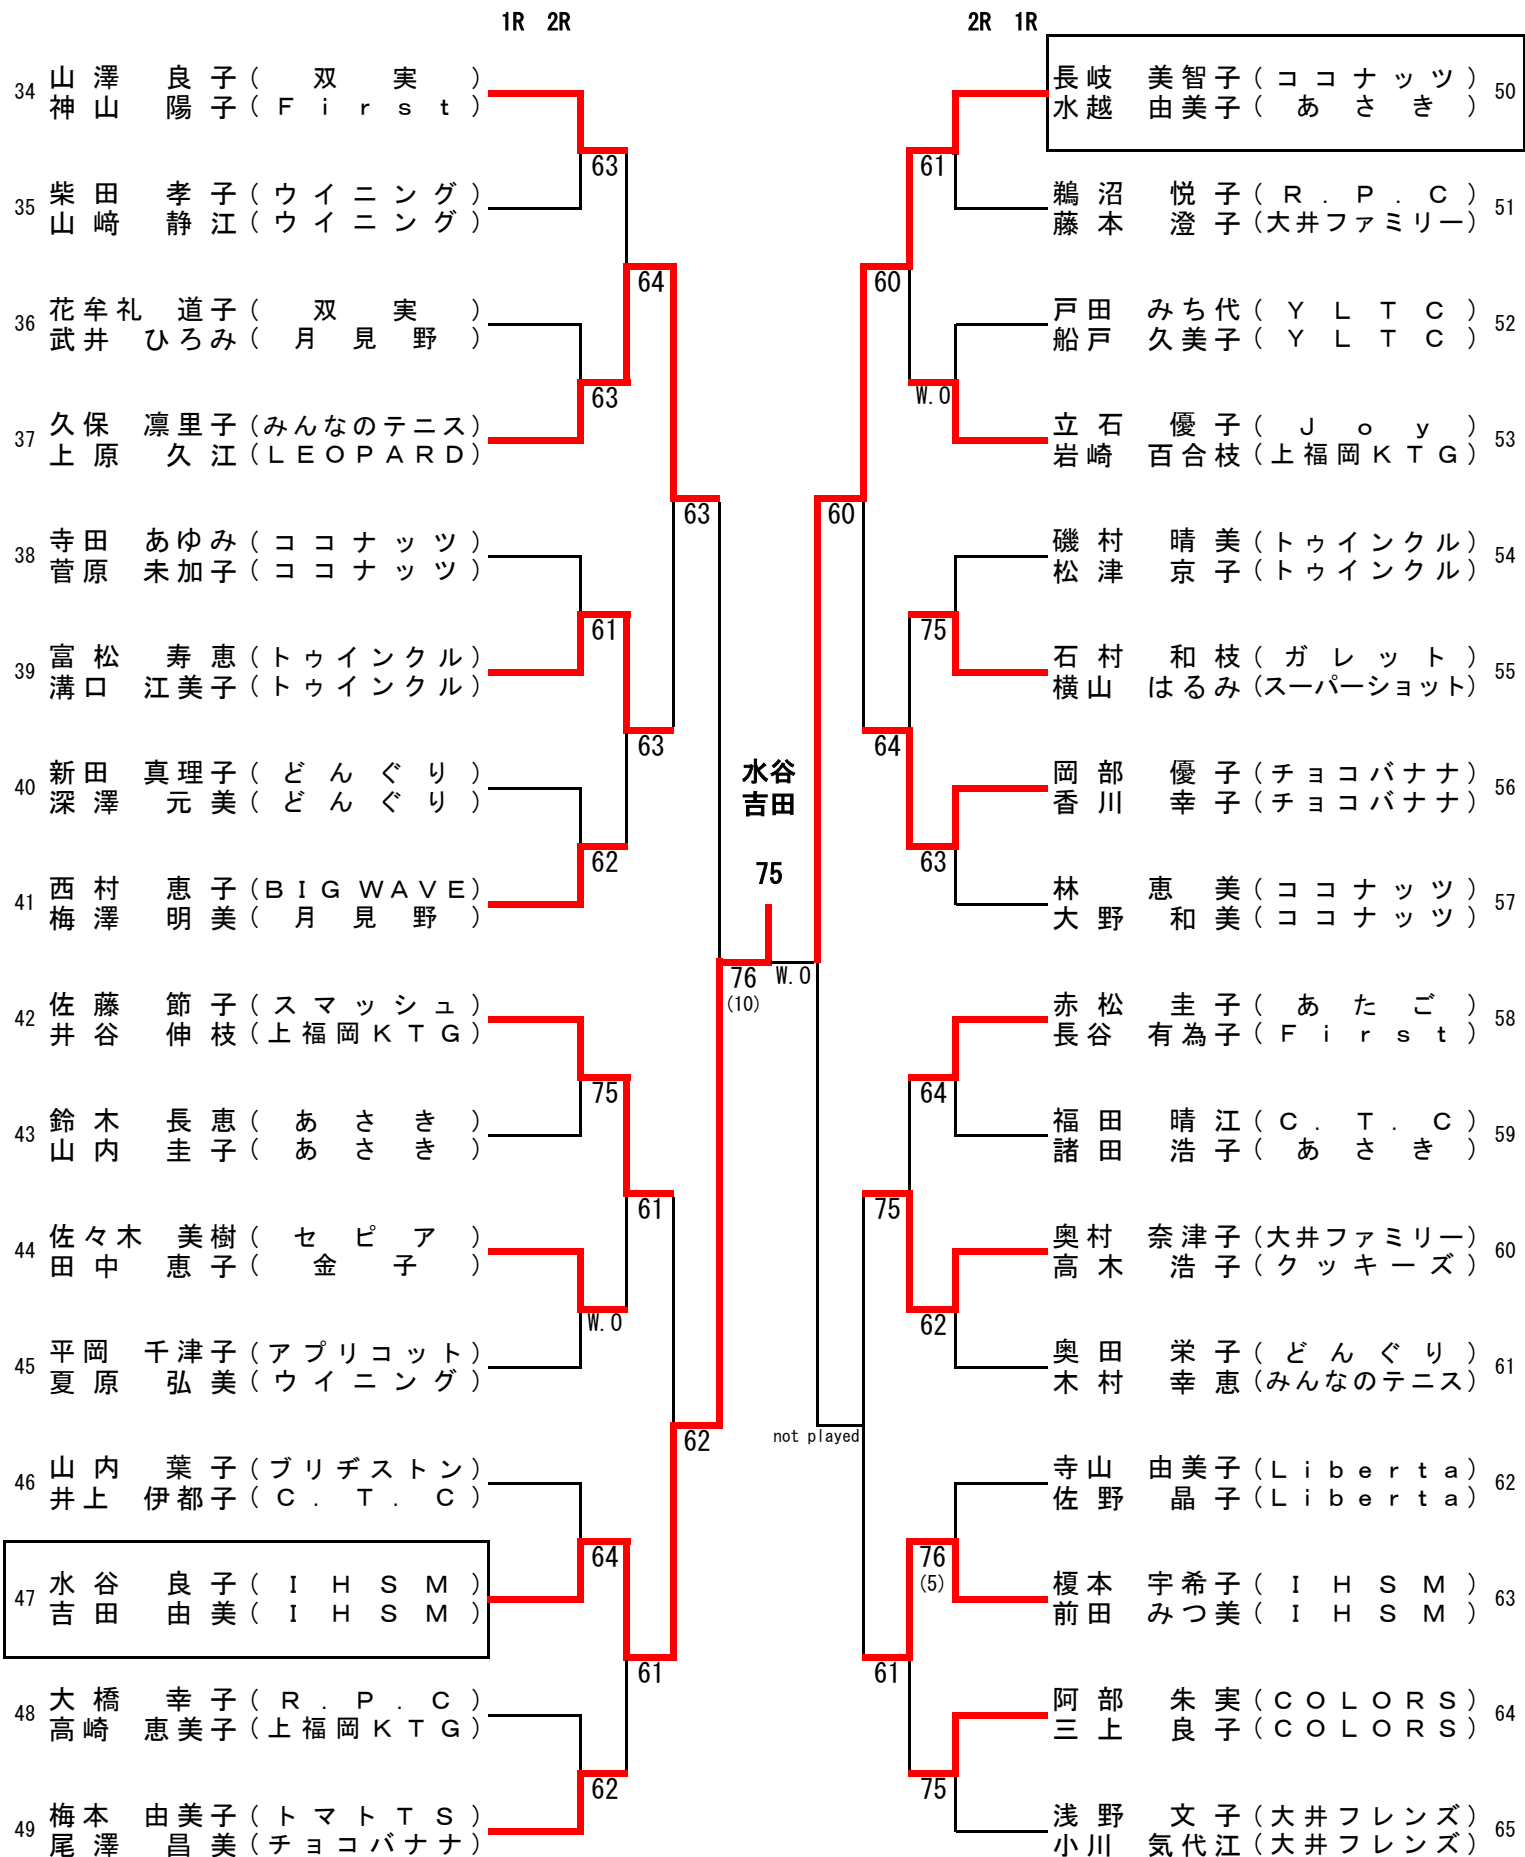 1R 2R
2R 1R
34 山澤 良子(双実)
神山 陽子(First)
63
35 柴田 孝子(ウイニング)
山﨑 静江(ウイニング)
64
36 花牟礼 道子(双実)
武井 ひろみ(月見野)
63
37 久保 凛里子(みんなのテニス)
上原 久江(LEOPARD)
63
38 寺田 あゆみ(ココナッツ)
菅原 未加子(ココナッツ)
61
39 富松 寿恵(トゥインクル)
溝口 江美子(トゥインクル)
63
40 新田 真理子(どんぐり)
深澤 元美(どんぐり)
62
41 西村 恵子(BIG WAVE)
梅澤 明美(月見野)
76
(10)
42 佐藤 節子(スマッシュ)
井谷 伸枝(上福岡KTG)
75
43 鈴木 長恵(あさき)
山内 圭子(あさき)
61
44 佐々木 美樹(セピア)
田中 恵子(金子)
W.O
45 平岡 千津子(アプリコット)
夏原 弘美(ウイニング)
62
46 山内 葉子(ブリヂストン)
井上 伊都子(C.T.C)
64
47 水谷 良子(IHSM)
吉田 由美(IHSM)
61
48 大橋 幸子(R.P.C)
高崎 恵美子(上福岡KTG)
62
49 梅本 由美子(トマトTS)
尾澤 昌美(チョコバナナ)
水谷
吉田
75
W.O
not played
長岐 美智子(ココナッツ) 50
水越 由美子(あさき)
61
鵜沼 悦子(R.P.C) 51
藤本 澄子(大井ファミリー)
60
戸田 みち代(YLTC) 52
船戸 久美子(YLTC)
W.O
立石 優子(Joy) 53
岩崎 百合枝(上福岡KTG)
60
磯村 晴美(トゥインクル) 54
松津 京子(トゥインクル)
75
石村 和枝(ガレット) 55
横山 はるみ(スーパーショット)
64
岡部 優子(チョコバナナ) 56
香川 幸子(チョコバナナ)
63
林 恵美(ココナッツ) 57
大野 和美(ココナッツ)
赤松 圭子(あたご) 58
長谷 有為子(First)
64
福田 晴江(C.T.C) 59
諸田 浩子(あさき)
75
奥村 奈津子(大井ファミリー) 60
高木 浩子(クッキーズ)
62
奥田 栄子(どんぐり) 61
木村 幸恵(みんなのテニス)
寺山 由美子(Liberta) 62
佐野 晶子(Liberta)
76
(5)
榎本 宇希子(IHSM) 63
前田 みつ美(IHSM)
61
阿部 朱実(COLORS) 64
三上 良子(COLORS)
75
浅野 文子(大井フレンズ) 65
小川 気代江(大井フレンズ)